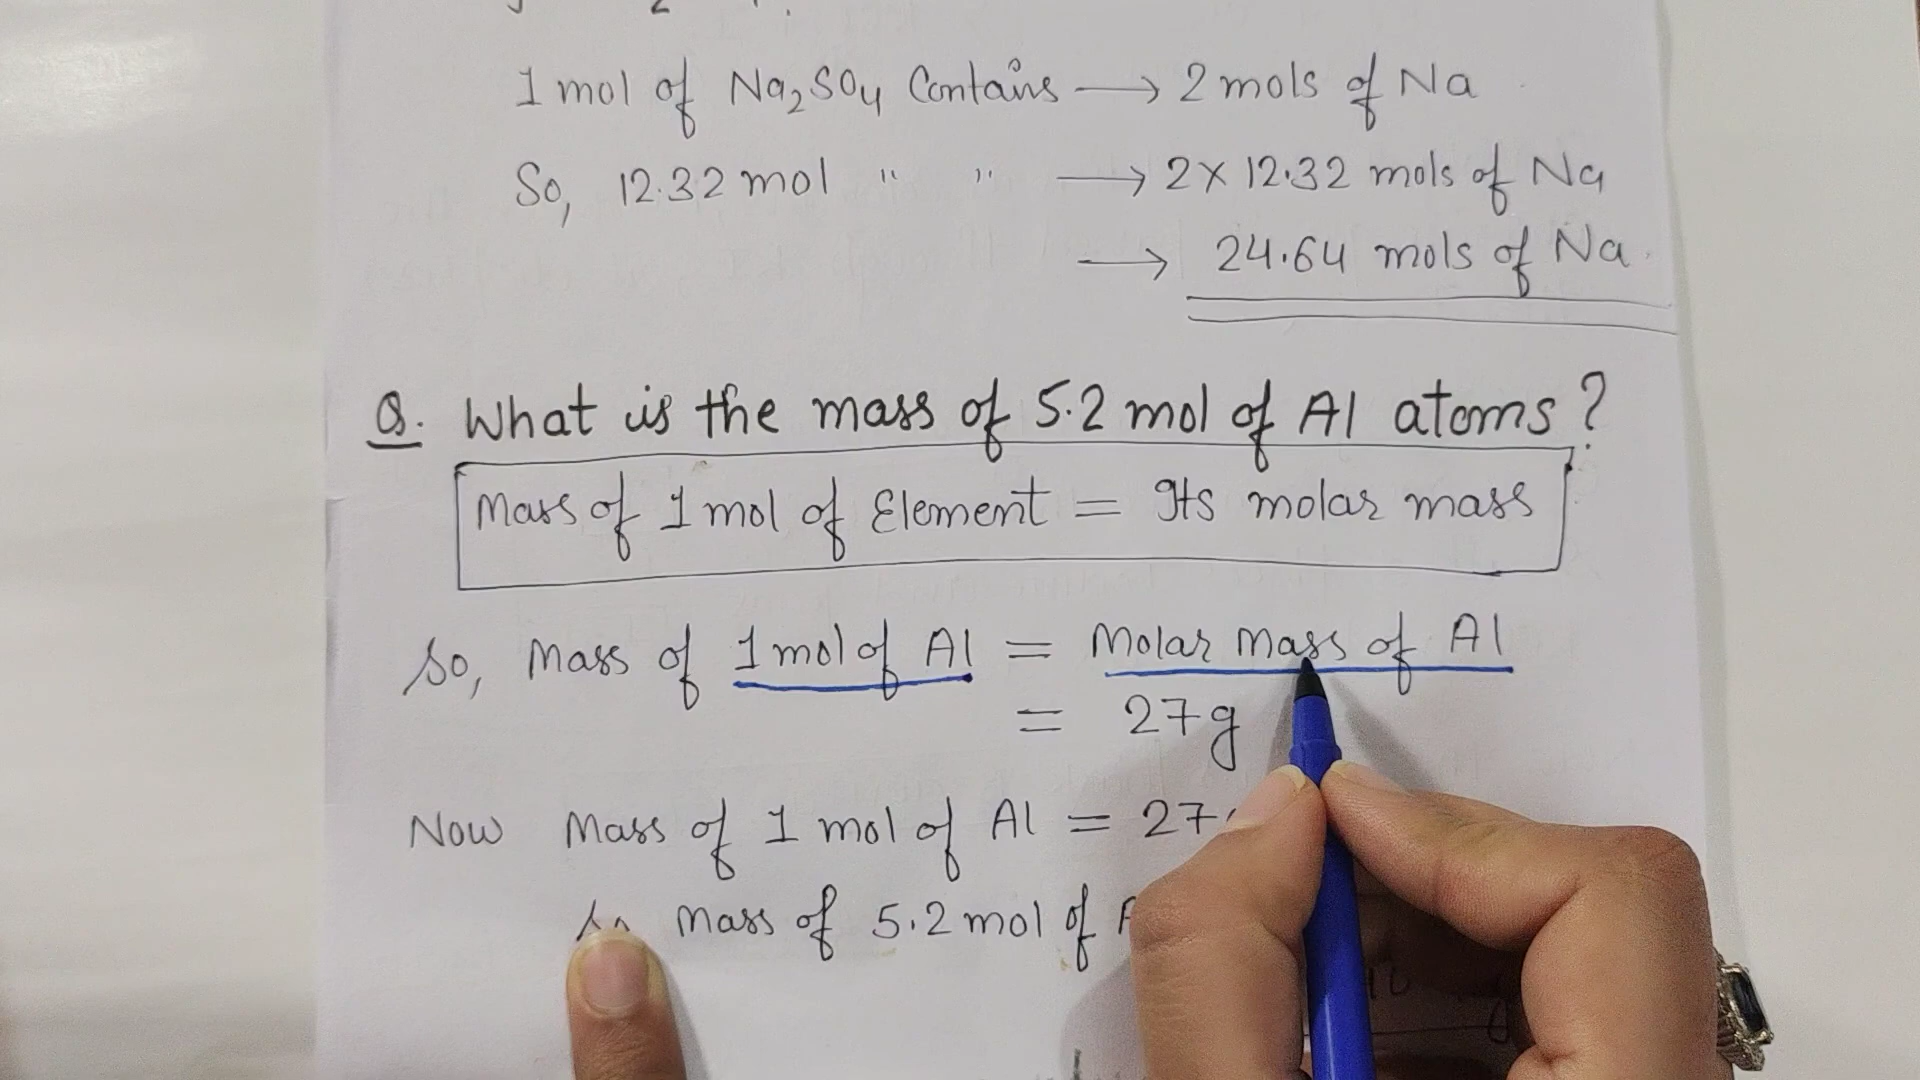 1 mol of Na₂SO₄ Contains → 2 mols of Na
So, 12.32 mol " " → 2 × 12.32 mols of Na
→ 24.64 mols of Na
Q. What is the mass of 5.2 mol of Al atoms?
Mass of 1 mol of Element = Its molar mass
So, Mass of 1 mol of Al = Molar Mass of Al
= 27g
Now Mass of 1 mol of Al = 27
Mass of 5.2 mol of